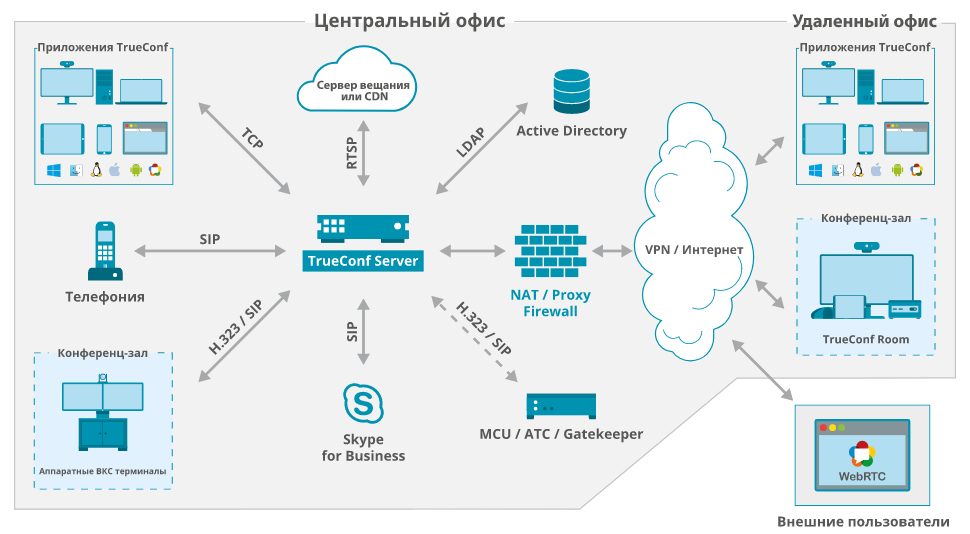 Центральный офис
Удаленный офис
Приложения TrueConf
Сервер вещания
или CDN
Active Directory
Приложения TrueConf
TCP
RTSP
LDAP
SIP
TrueConf Server
Телефония
NAT / Proxy
Firewall
VPN / Интернет
Конференц-зал
TrueConf Room
H.323 / SIP
SIP
H.323 / SIP
Конференц-зал
Аппаратные ВКС терминалы
Skype
for Business
MCU / ATC / Gatekeeper
WebRTC
Внешние пользователи